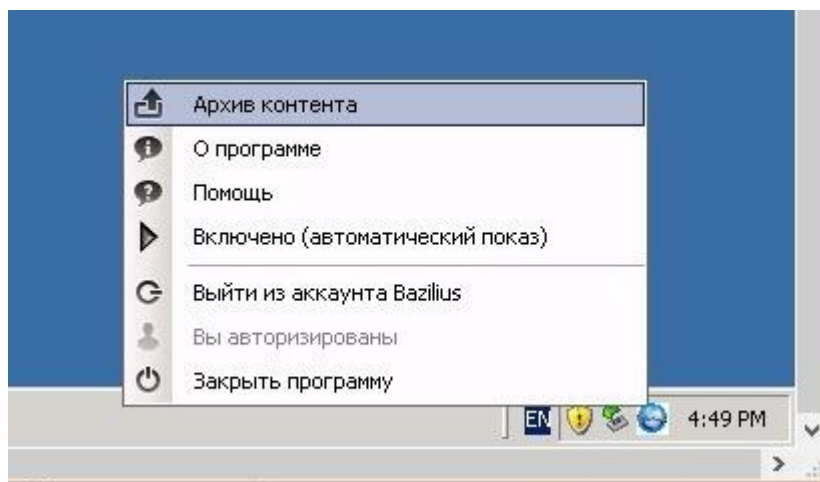 Архив контента
О программе
Помощь
Включено (автоматический показ)
Выйти из аккаунта Bazilius
Вы авторизированы
Закрыть программу
EN 4:49 PM